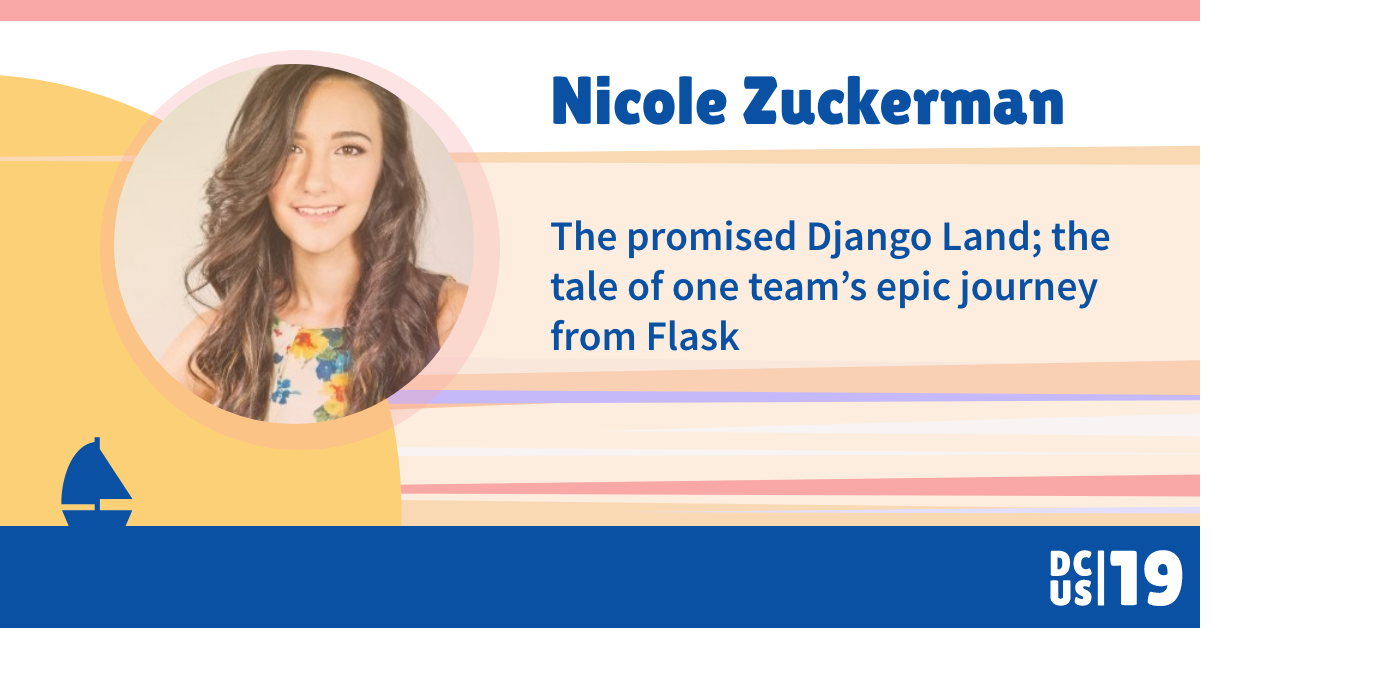 Nicole Zuckerman
The promised Django Land; the
tale of one team’s epic journey
from Flask
DC
US
19